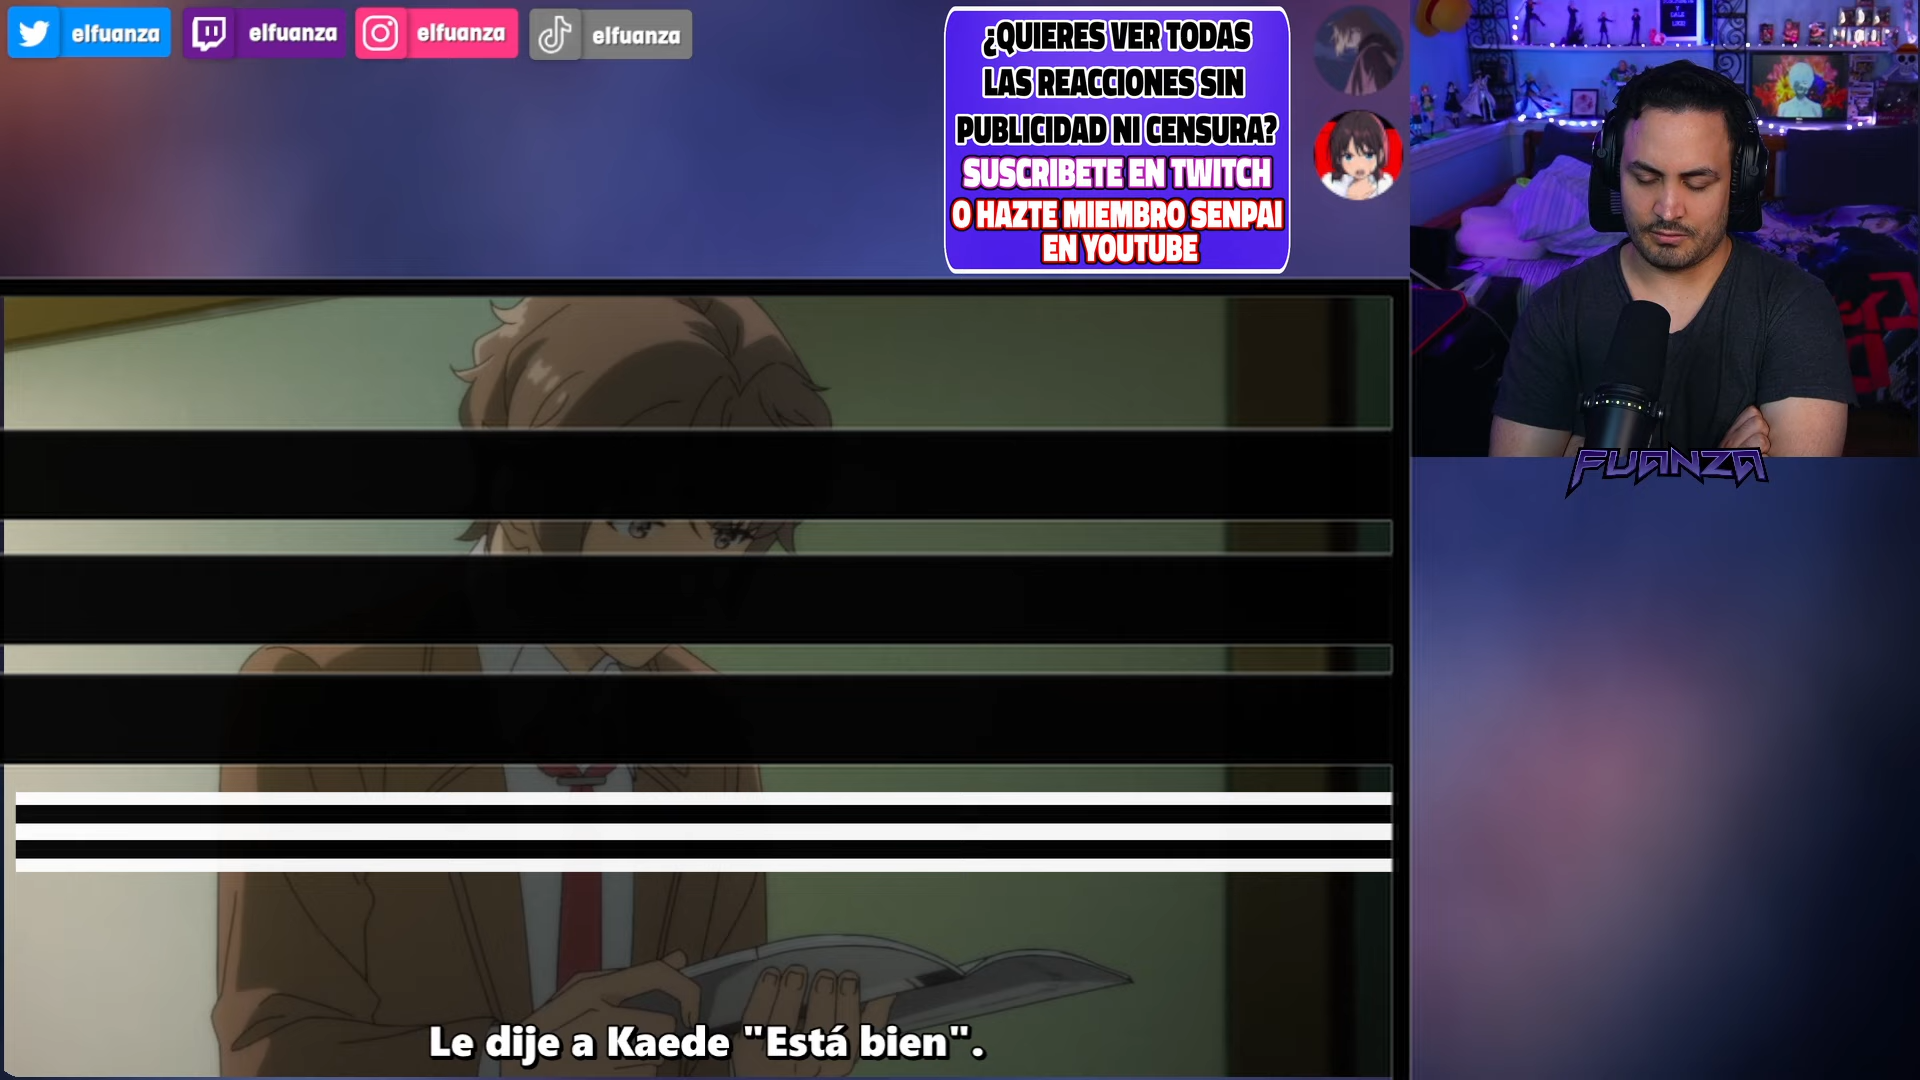 elfuanza
elfuanza
elfuanza
elfuanza
¿QUIERES VER TODAS
LAS REACCIONES SIN
PUBLICIDAD NI CENSURA?
SUSCRIBETE EN TWITCH
O HAZTE MIEMBRO SENPAI
EN YOUTUBE
FUANZA
Le dije a Kaede "Está bien".